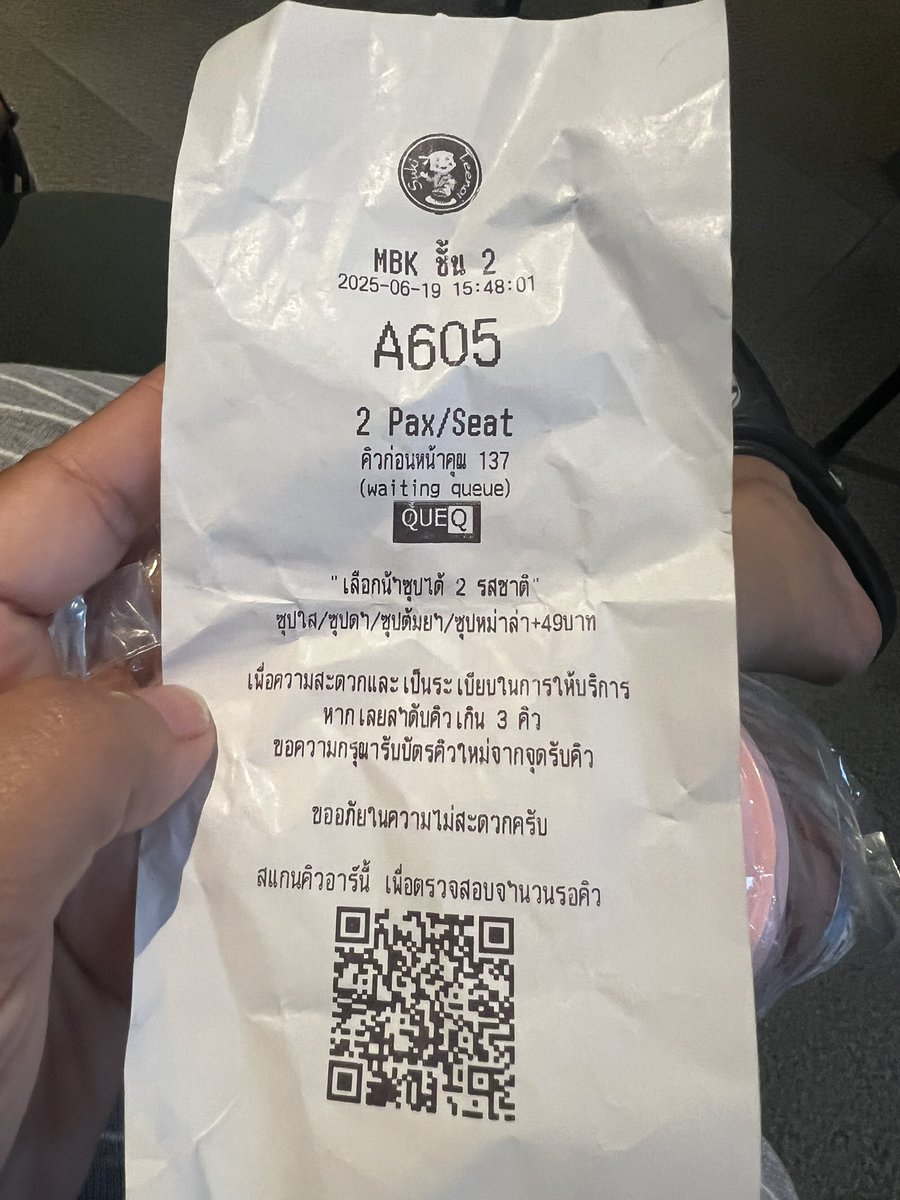 Suki Teenoi
MBK ชั้น 2
2025-06-19 15:48:01
A605
2 Pax/Seat
คิวก่อนหน้าคุณ 137
(waiting queue)
QUEQ
"เลือกน้ำซุปได้ 2 รสชาติ"
ซุปใส/ซุปดำ/ซุปต้มยำ/ซุปหม่าล่า+49บาท
เพื่อความสะดวกและเป็นระเบียบในการให้บริการ
หากเลยลำดับคิวเกิน 3 คิว
ขอความกรุณารับบัตรคิวใหม่จากจุดรับคิว
ขออภัยในความไม่สะดวกครับ
สแกนคิวอาร์นี้ เพื่อตรวจสอบจำนวนรอคิว